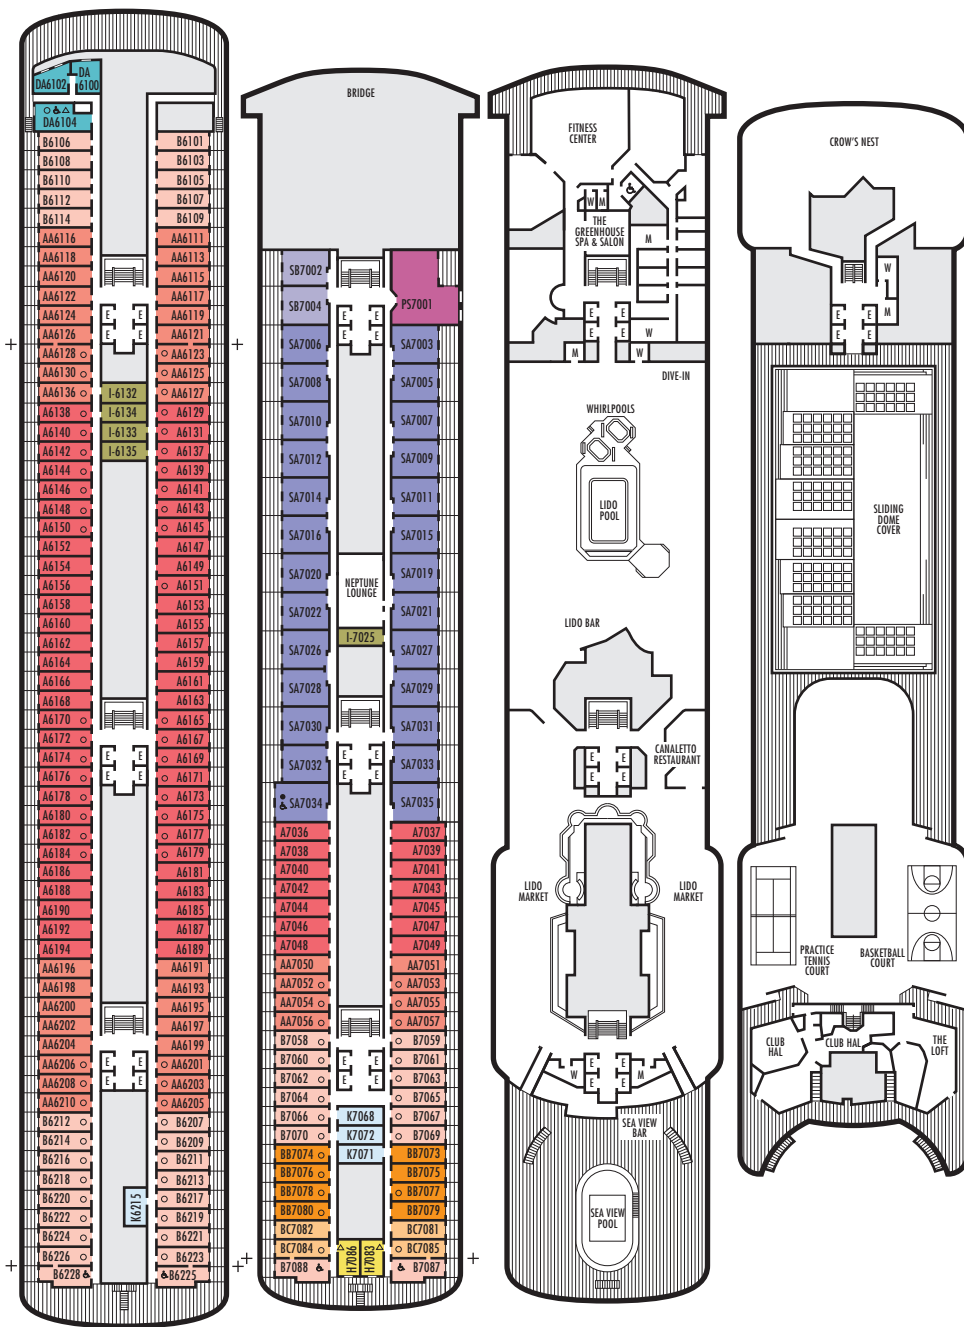 DA6102
DA
6100
DA6104
B6106
B6108
B6110
B6112
B6114
AA6116
AA6118
AA6120
AA6122
AA6124
AA6126
AA6128
AA6130
AA6136
A6138
A6140
A6142
A6144
A6146
A6148
A6150
A6152
A6154
A6156
A6158
A6160
A6162
A6164
A6166
A6168
A6170
A6172
A6174
A6176
A6178
A6180
A6182
A6184
A6186
A6188
A6190
A6192
A6194
AA6196
AA6198
AA6200
AA6202
AA6204
AA6206
AA6208
AA6210
B6212
B6214
B6216
B6218
B6220
B6222
B6224
B6226
B6228
E E
E E
I-6132
I-6134
I-6133
I-6135
E E
E E
E E
E E
K6215
B6101
B6103
B6105
B6107
B6109
AA6111
AA6113
AA6115
AA6117
AA6119
AA6121
AA6123
AA6125
AA6127
A6129
A6131
A6137
A6139
A6141
A6143
A6145
A6147
A6149
A6151
A6153
A6155
A6157
A6159
A6161
A6163
A6165
A6167
A6169
A6171
A6173
A6175
A6177
A6179
A6181
A6183
A6185
A6187
A6189
AA6191
AA6193
AA6195
AA6197
AA6199
AA6201
AA6203
AA6205
B6207
B6209
B6211
B6213
B6217
B6219
B6221
B6223
B6225
BRIDGE
SB7002
SB7004
SA7006
SA7008
SA7010
SA7012
SA7014
SA7016
SA7020
SA7022
SA7026
SA7028
SA7030
SA7032
SA7034
A7036
A7038
A7040
A7042
A7044
A7046
A7048
AA7050
AA7052
AA7054
AA7056
B7058
B7060
B7062
B7064
B7066
B7070
BB7074
BB7076
BB7078
BB7080
BC7082
BC7084
B7088
E E
E E
NEPTUNE
LOUNGE
I-7025
E E
E E
E E
E E
K7068
K7072
K7071
H7086
H7083
PS7001
SA7003
SA7005
SA7007
SA7009
SA7011
SA7015
SA7019
SA7021
SA7027
SA7029
SA7031
SA7033
SA7035
A7037
A7039
A7041
A7043
A7045
A7047
A7049
AA7051
AA7053
AA7055
AA7057
B7059
B7061
B7063
B7065
B7067
B7069
BB7073
BB7075
BB7077
BB7079
BC7081
BC7085
B7087
FITNESS
CENTER
W M
THE
GREENHOUSE
SPA & SALON
M
E E
E E
W
M
W
DIVE-IN
WHIRLPOOLS
LIDO
POOL
LIDO BAR
CANALETTO
RESTAURANT
E E
E E
LIDO
MARKET
LIDO
MARKET
E E
E E
W
M
SEA VIEW
BAR
SEA VIEW
POOL
CROW'S NEST
W
M
E E
E E
SLIDING
DOME
COVER
PRACTICE
TENNIS
COURT
BASKETBALL
COURT
CLUB
HAL
CLUB HAL
THE
LOFT